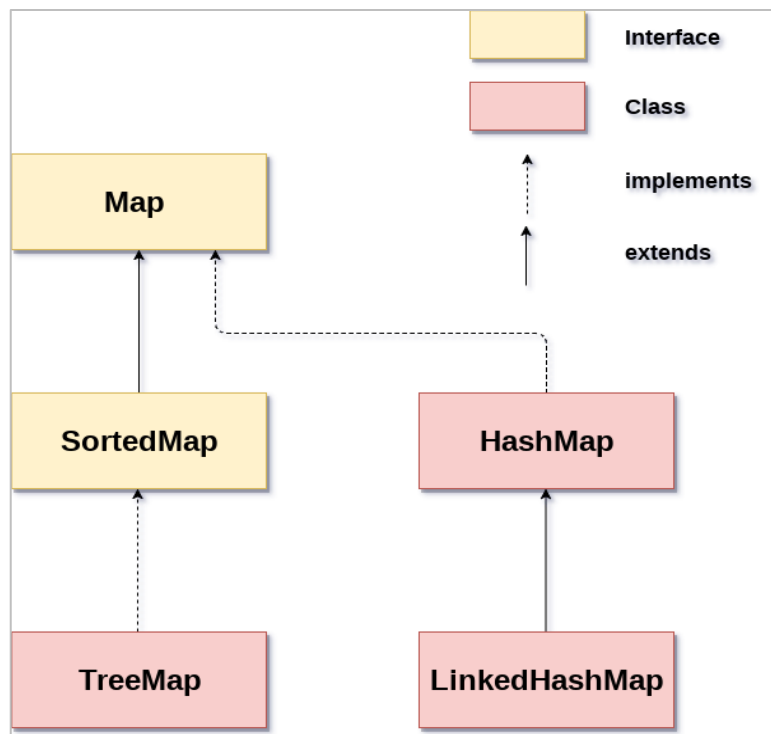 Interface
Class
implements
extends
Map
SortedMap
HashMap
TreeMap
LinkedHashMap